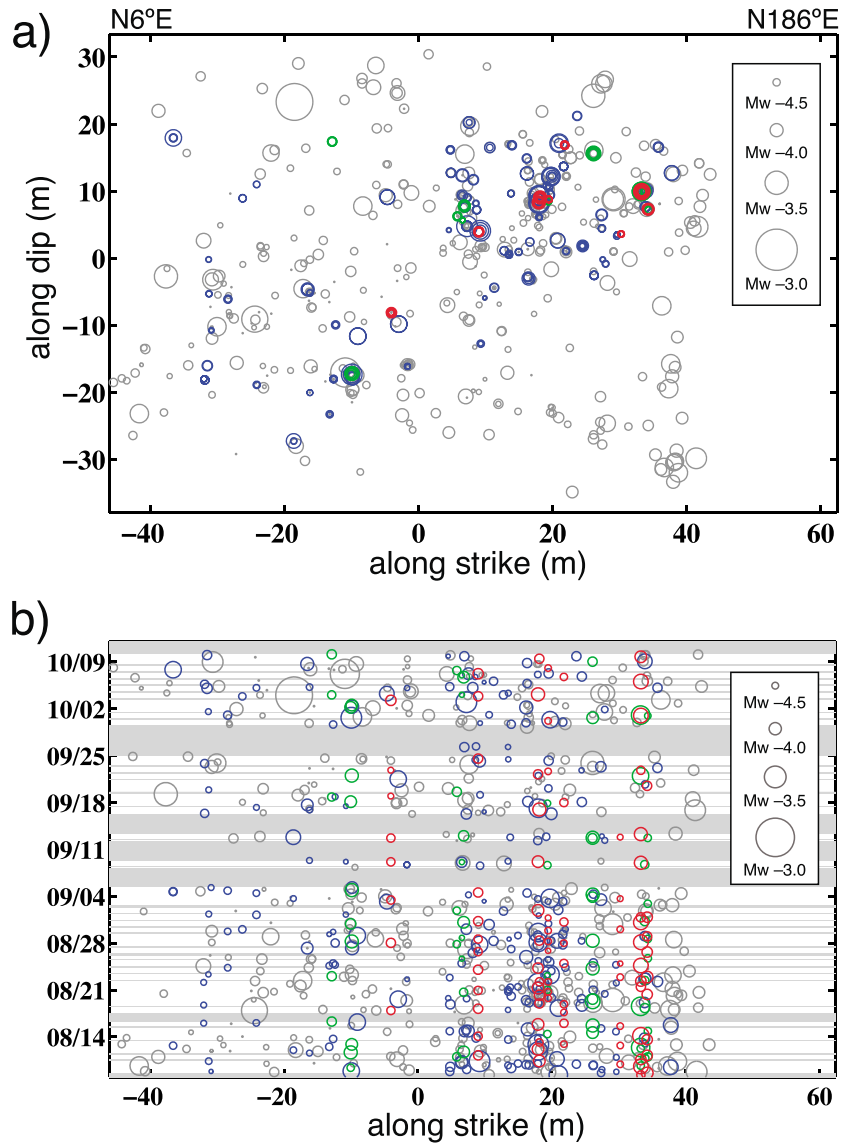 a)
N6°E
N186°E
30
20
10
0
−10
−20
−30
along dip (m)
Mw −4.5
Mw −4.0
Mw −3.5
Mw −3.0
−40
−20
0
20
40
60
along strike (m)
b)
10/09
10/02
09/25
09/18
09/11
09/04
08/28
08/21
08/14
Mw −4.5
Mw −4.0
Mw −3.5
Mw −3.0
−40
−20
0
20
40
60
along strike (m)